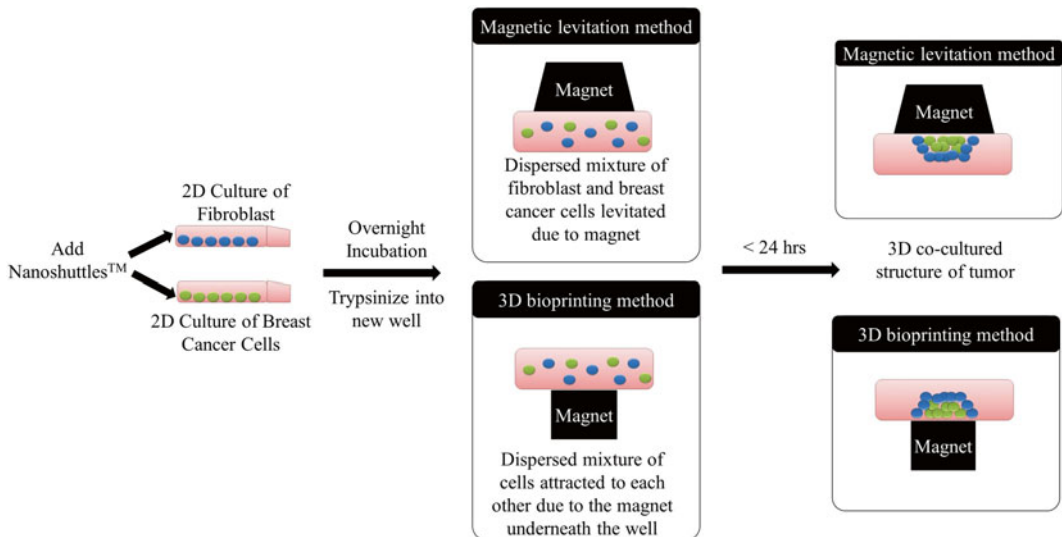 Add
Nanoshuttles™
2D Culture of
Fibroblast
2D Culture of Breast
Cancer Cells
Overnight
Incubation
Trypsinize into
new well
Magnetic levitation method
Magnet
Dispersed mixture of
fibroblast and breast
cancer cells levitated
due to magnet
3D bioprinting method
Magnet
Dispersed mixture of
cells attracted to each
other due to the magnet
underneath the well
< 24 hrs
Magnetic levitation method
Magnet
3D co-cultured
structure of tumor
3D bioprinting method
Magnet